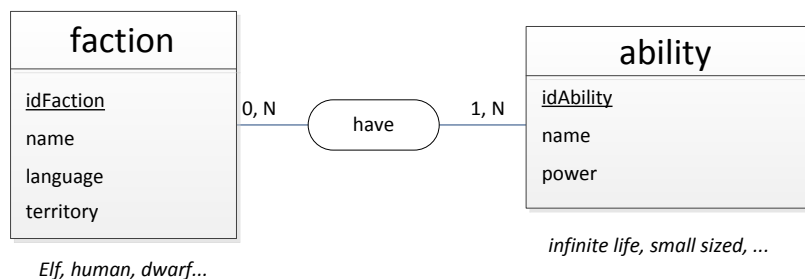 faction
idFaction
name
language
territory
Elf, human, dwarf...
0, N
have
1, N
ability
idAbility
name
power
infinite life, small sized, ...